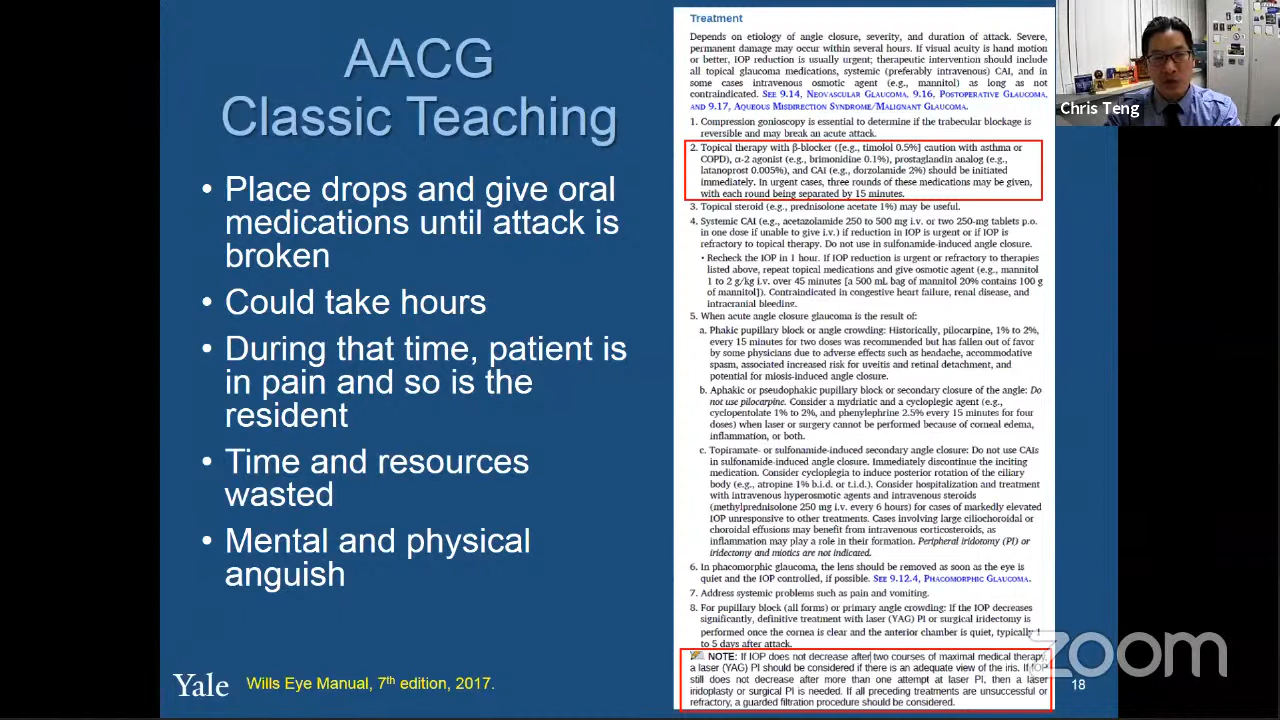 AACG
Classic Teaching
• Place drops and give oral
medications until attack is
broken
• Could take hours
• During that time, patient is
in pain and so is the
resident
• Time and resources
wasted
• Mental and physical
anguish
Yale
Wills Eye Manual, 7th edition, 2017.
Treatment
Depends on etiology of angle closure, severity, and duration of attack. Severe,
permanent damage may occur within several hours. If visual acuity is hand motion
or better, IOP reduction is usually urgent; therapeutic intervention should include
all topical glaucoma medications, systemic (preferably intravenous) CAI, and in
some cases intravenous osmotic agent (e.g., mannitol) as long as not
contraindicated. SEE 9.14, NEOVASCULAR GLAUCOMA, 9.16, POSTOPERATIVE GLAUCOMA,
AND 9.17, AQUEOUS MISDIRECTION SYNDROME/MALIGNANT GLAUCOMA.
1. Compression gonioscopy is essential to determine if the trabecular blockage is
reversible and may break an acute attack.
2. Topical therapy with β-blocker ([e.g., timolol 0.5%] caution with asthma or
COPD), α-2 agonist (e.g., brimonidine 0.1%), prostaglandin analog (e.g.,
latanoprost 0.005%), and CAI (e.g., dorzolamide 2%) should be initiated
immediately. In urgent cases, three rounds of these medications may be given,
with each round being separated by 15 minutes.
3. Topical steroid (e.g., prednisolone acetate 1%) may be useful.
4. Systemic CAI (e.g., acetazolamide 250 to 500 mg i.v. or two 250-mg tablets p.o.
in one dose if unable to give i.v.) if reduction in IOP is urgent or if IOP is
refractory to topical therapy. Do not use in sulfonamide-induced angle closure.
• Recheck the IOP in 1 hour. If IOP reduction is urgent or refractory to therapies
listed above, repeat topical medications and give osmotic agent (e.g., mannitol
1 to 2 g/kg i.v. over 45 minutes [a 500 mL bag of mannitol 20% contains 100 g
of mannitol]). Contraindicated in congestive heart failure, renal disease, and
intracranial bleeding.
5. When acute angle closure glaucoma is the result of:
a. Phakic pupillary block or angle crowding: Historically, pilocarpine, 1% to 2%,
every 15 minutes for two doses was recommended but has fallen out of favor
by some physicians due to adverse effects such as headache, accommodative
spasm, associated increased risk for uveitis and retinal detachment, and
potential for miosis-induced angle closure.
b. Aphakic or pseudophakic pupillary block or secondary closure of the angle: Do
not use pilocarpine. Consider a mydriatic and a cycloplegic agent (e.g.,
cyclopentolate 1% to 2%, and phenylephrine 2.5% every 15 minutes for four
doses) when laser or surgery cannot be performed because of corneal edema,
inflammation, or both.
c. Topiramate- or sulfonamide-induced secondary angle closure: Do not use CAIs
in sulfonamide-induced angle closure. Immediately discontinue the inciting
medication. Consider cycloplegia to induce posterior rotation of the ciliary
body (e.g., atropine 1% b.i.d. or t.i.d.). Consider hospitalization and treatment
with intravenous hyperosmotic agents and intravenous steroids
(methylprednisolone 250 mg i.v. every 6 hours) for cases of markedly elevated
IOP unresponsive to other treatments. Cases involving large ciliochoroidal or
choroidal effusions may benefit from intravenous corticosteroids, as
inflammation may play a role in their formation. Peripheral iridotomy (PI) or
iridectomy and miotics are not indicated.
6. In phacomorphic glaucoma, the lens should be removed as soon as the eye is
quiet and the IOP controlled, if possible. SEE 9.12.4, PHACOMORPHIC GLAUCOMA.
7. Address systemic problems such as pain and vomiting.
8. For pupillary block (all forms) or primary angle crowding: If the IOP decreases
significantly, definitive treatment with laser (YAG) PI or surgical iridectomy is
performed once the cornea is clear and the anterior chamber is quiet, typically 1
to 5 days after attack.
NOTE: If IOP does not decrease after two courses of maximal medical therapy,
a laser (YAG) PI should be considered if there is an adequate view of the iris. If IOP
still does not decrease after more than one attempt at laser PI, then a laser
iridoplasty or surgical PI is needed. If all preceding treatments are unsuccessful or
refractory, a guarded filtration procedure should be considered.
Chris Teng
zoom
18